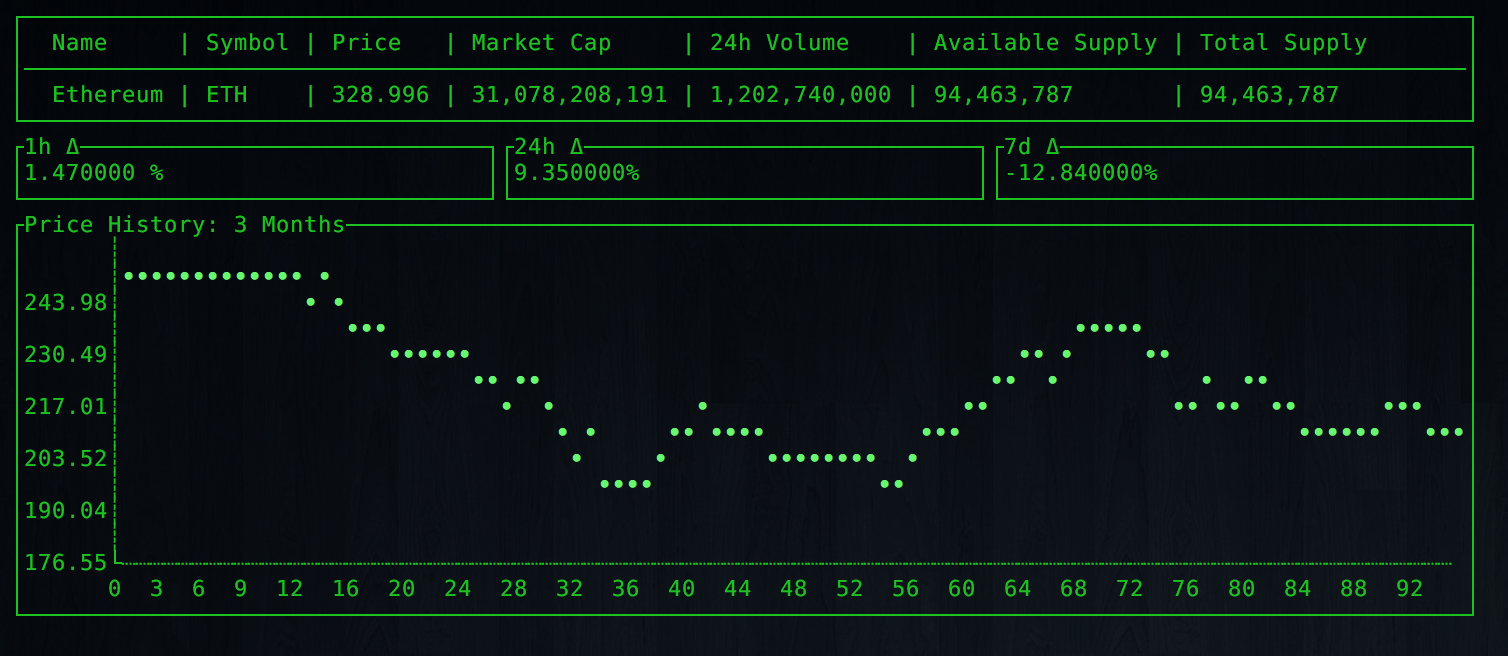 Name | Symbol | Price | Market Cap | 24h Volume | Available Supply | Total Supply
Ethereum | ETH | 328.996 | 31,078,208,191 | 1,202,740,000 | 94,463,787 | 94,463,787
1h Δ 24h Δ 7d Δ
1.470000 % 9.350000% -12.840000%
Price History: 3 Months
243.98
230.49
217.01
203.52
190.04
176.55
0 3 6 9 12 16 20 24 28 32 36 40 44 48 52 56 60 64 68 72 76 80 84 88 92